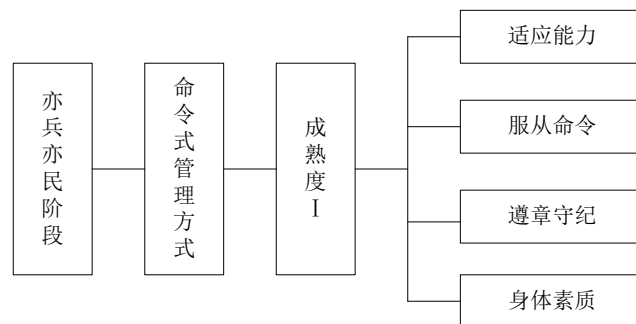 亦兵亦民阶段
命令式管理方式
成熟度Ⅰ
适应能力
服从命令
遵章守纪
身体素质